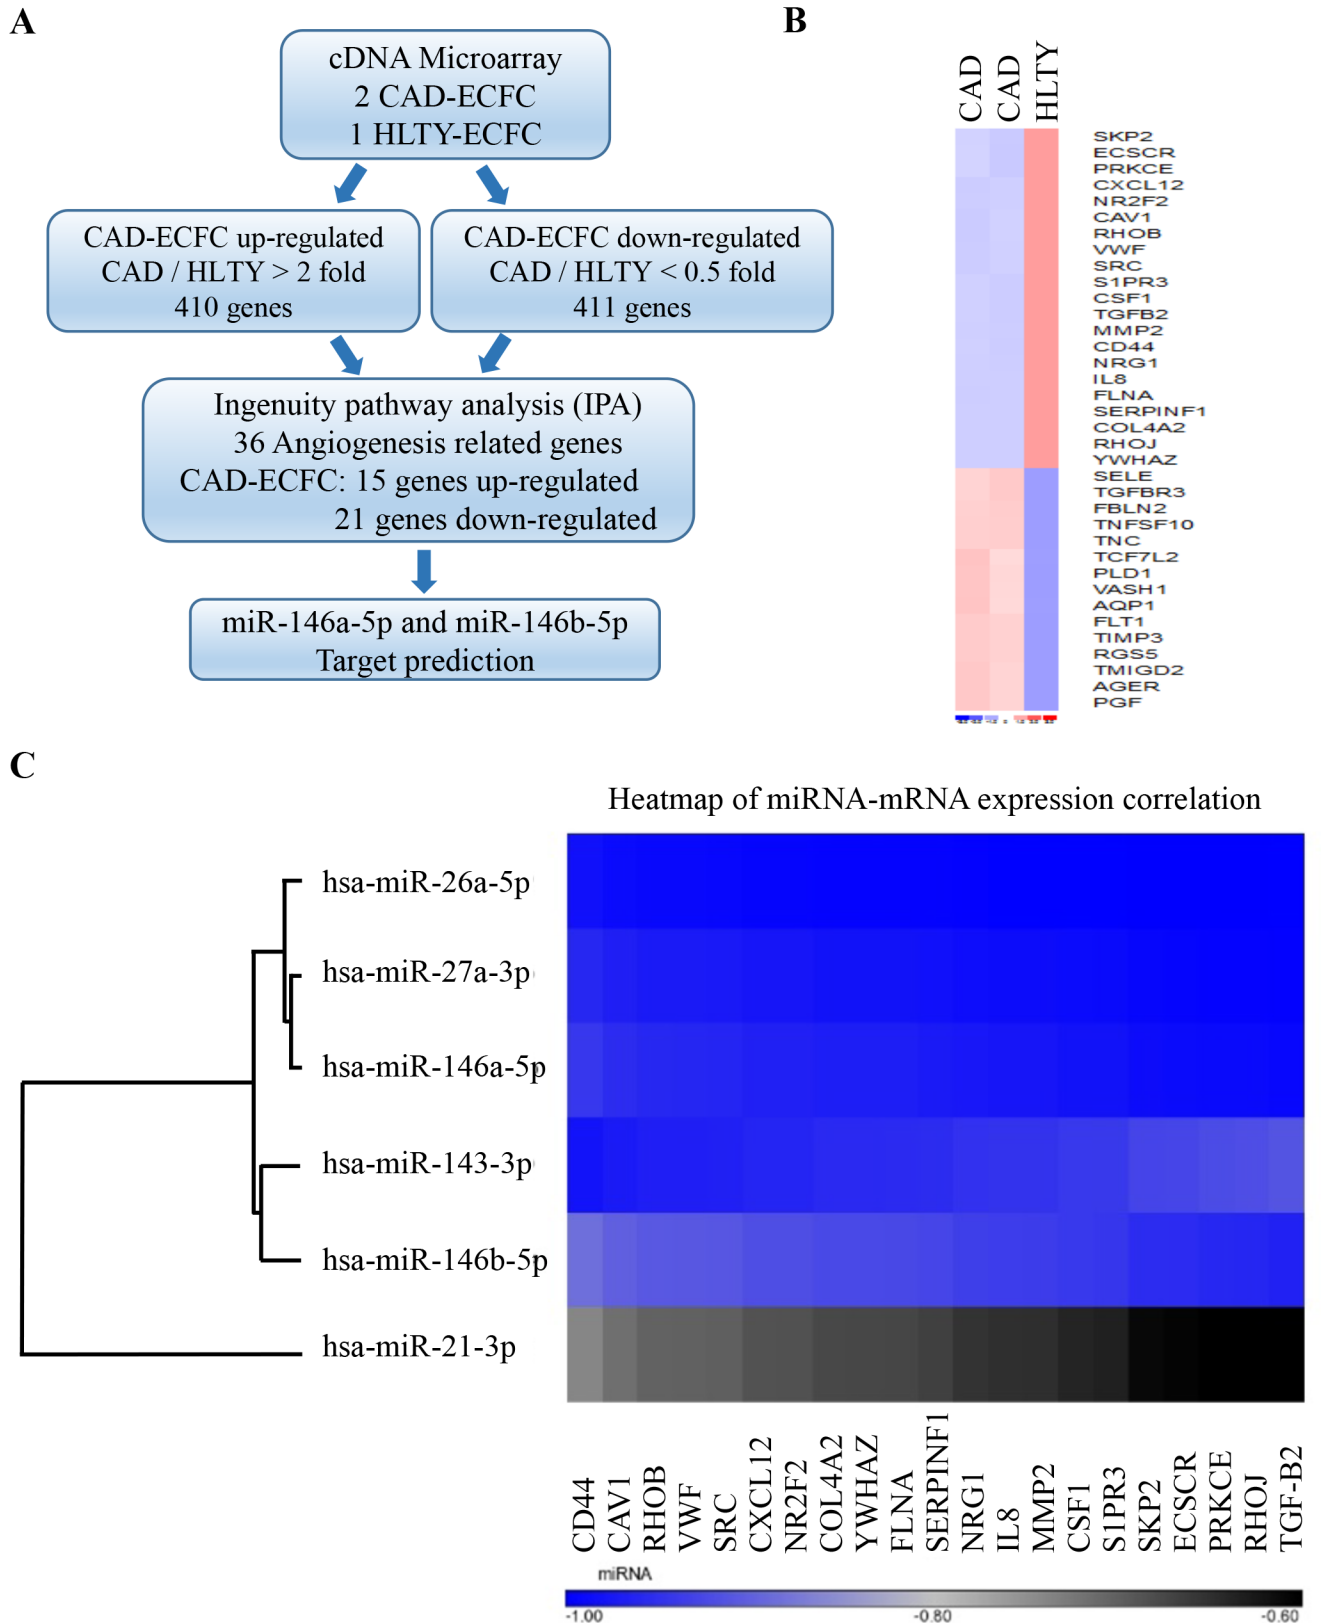 A
cDNA Microarray
2 CAD-ECFC
1 HLTY-ECFC
CAD-ECFC up-regulated
CAD / HLTY > 2 fold
410 genes
CAD-ECFC down-regulated
CAD / HLTY < 0.5 fold
411 genes
Ingenuity pathway analysis (IPA)
36 Angiogenesis related genes
CAD-ECFC: 15 genes up-regulated
21 genes down-regulated
miR-146a-5p and miR-146b-5p
Target prediction
B
CAD
CAD
HLTY
SKP2
ECSCR
PRKCE
CXCL12
NR2F2
CAV1
RHOB
VWF
SRC
S1PR3
CSF1
TGFB2
MMP2
CD44
NRG1
IL8
FLNA
SERPINF1
COL4A2
RHOJ
YWHAZ
SELE
TGFBR3
FBLN2
TNFSF10
TNC
TCF7L2
PLD1
VASH1
AQP1
FLT1
TIMP3
RGS5
TMIGD2
AGER
PGF
C
Heatmap of miRNA-mRNA expression correlation
hsa-miR-26a-5p
hsa-miR-27a-3p
hsa-miR-146a-5p
hsa-miR-143-3p
hsa-miR-146b-5p
hsa-miR-21-3p
CD44
CAV1
RHOB
VWF
SRC
CXCL12
NR2F2
COL4A2
YWHAZ
FLNA
SERPINF1
NRG1
IL8
MMP2
CSF1
S1PR3
SKP2
ECSCR
PRKCE
RHOJ
TGF-B2
miRNA
-1.00 -0.80 -0.60